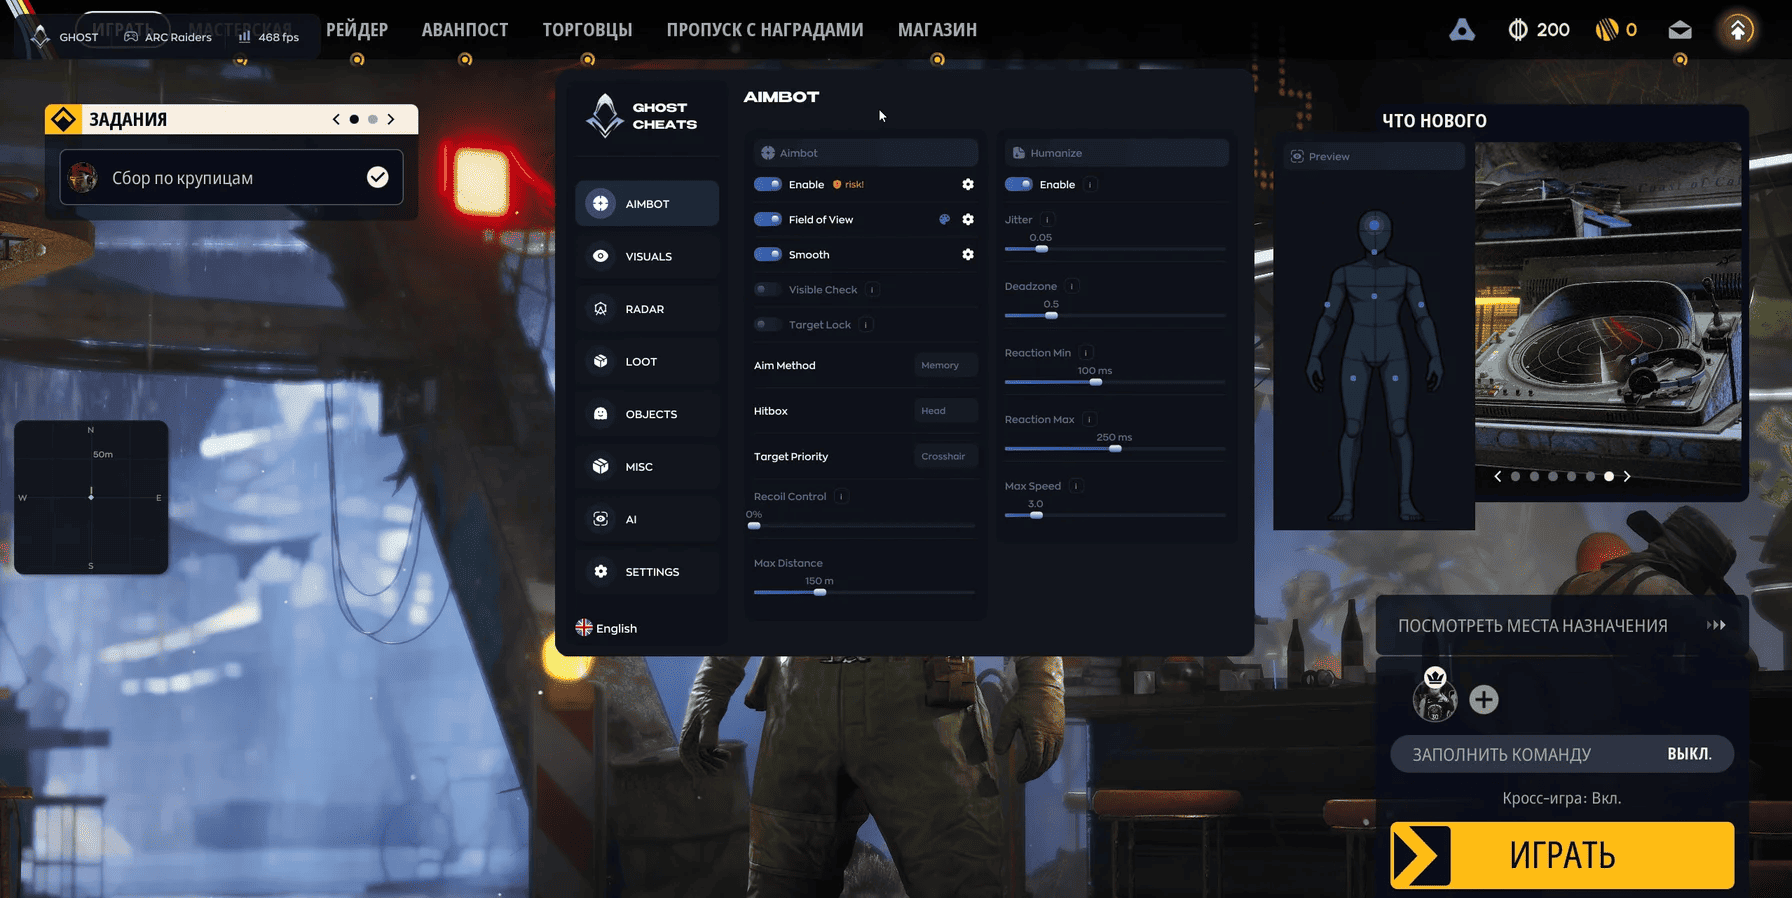 ИГРАТЬ
МАСТЕРСКАЯ
РЕЙДЕР
АВАНПОСТ
ТОРГОВЦЫ
ПРОПУСК С НАГРАДАМИ
МАГАЗИН
200
0
GHOST
ARC Raiders
468 fps
ЗАДАНИЯ
Сбор по крупицам
N
50m
W
E
S
GHOST
CHEATS
AIMBOT
VISUALS
RADAR
LOOT
OBJECTS
MISC
AI
SETTINGS
English
AIMBOT
Aimbot
Enable risk!
Field of View
Smooth
Visible Check i
Target Lock i
Aim Method Memory
Hitbox Head
Target Priority Crosshair
Recoil Control i
0%
Max Distance
150 m
Humanize
Enable i
Jitter i
0.05
Deadzone i
0.5
Reaction Min i
100 ms
Reaction Max i
250 ms
Max Speed i
3.0
ЧТО НОВОГО
Preview
ПОСМОТРЕТЬ МЕСТА НАЗНАЧЕНИЯ
30
ЗАПОЛНИТЬ КОМАНДУ ВЫКЛ.
Кросс-игра: Вкл.
ИГРАТЬ